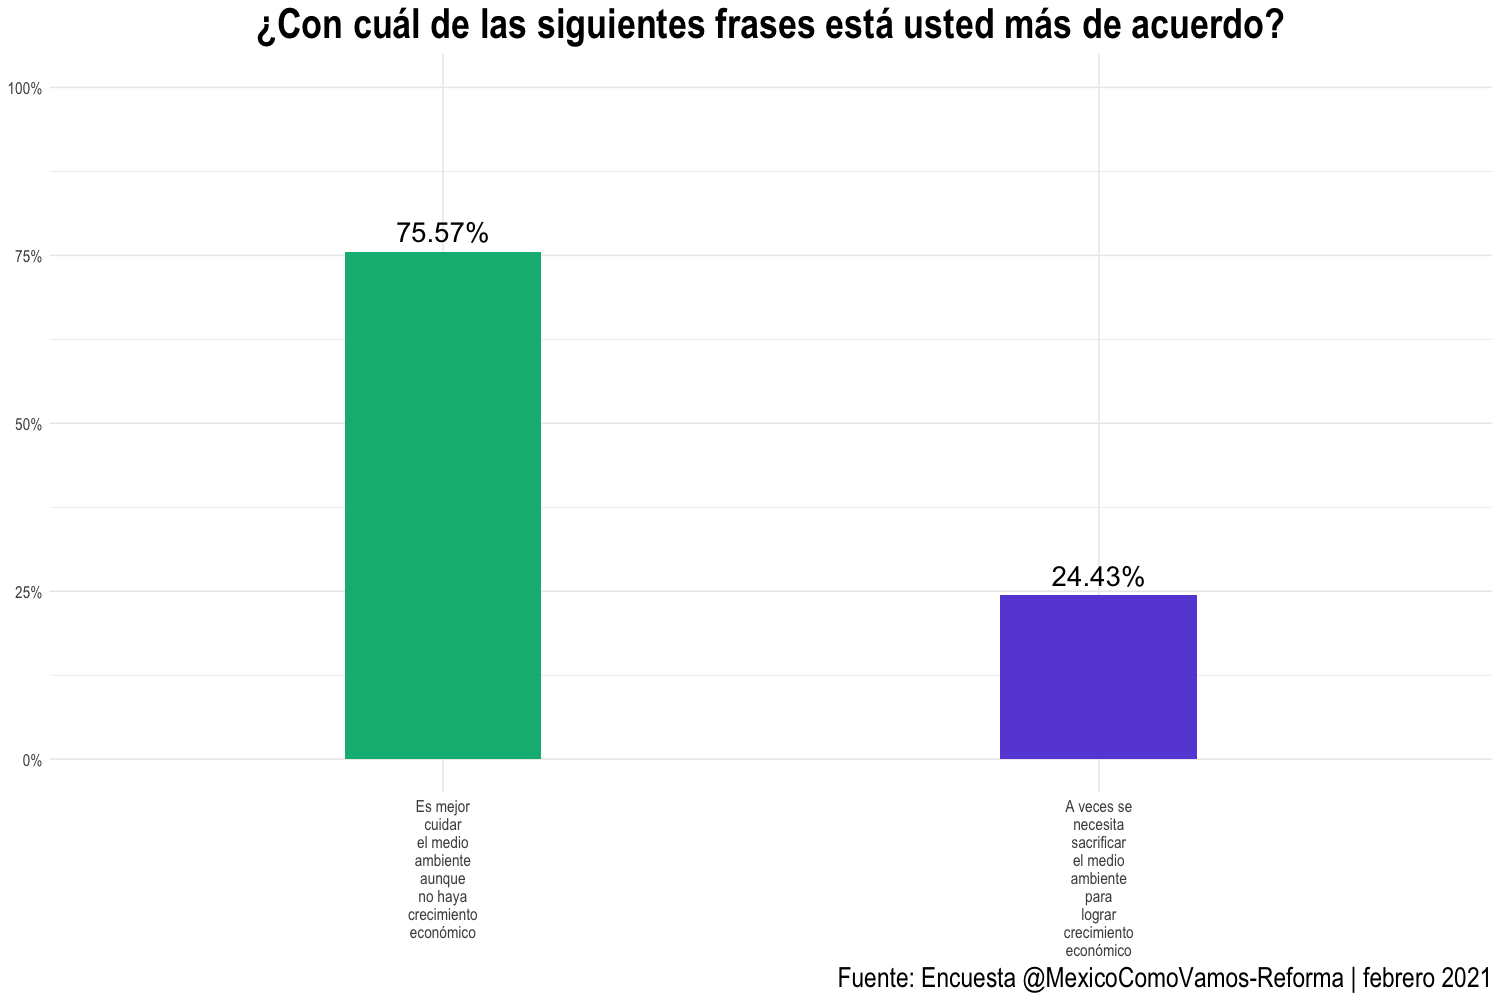 ¿Con cuál de las siguientes frases está usted más de acuerdo?
100%
75%
50%
25%
0%
75.57%
24.43%
Es mejor
cuidar
el medio
ambiente
aunque
no haya
crecimiento
económico
A veces se
necesita
sacrificar
el medio
ambiente
para
lograr
crecimiento
económico
Fuente: Encuesta @MexicoComoVamos-Reforma | febrero 2021